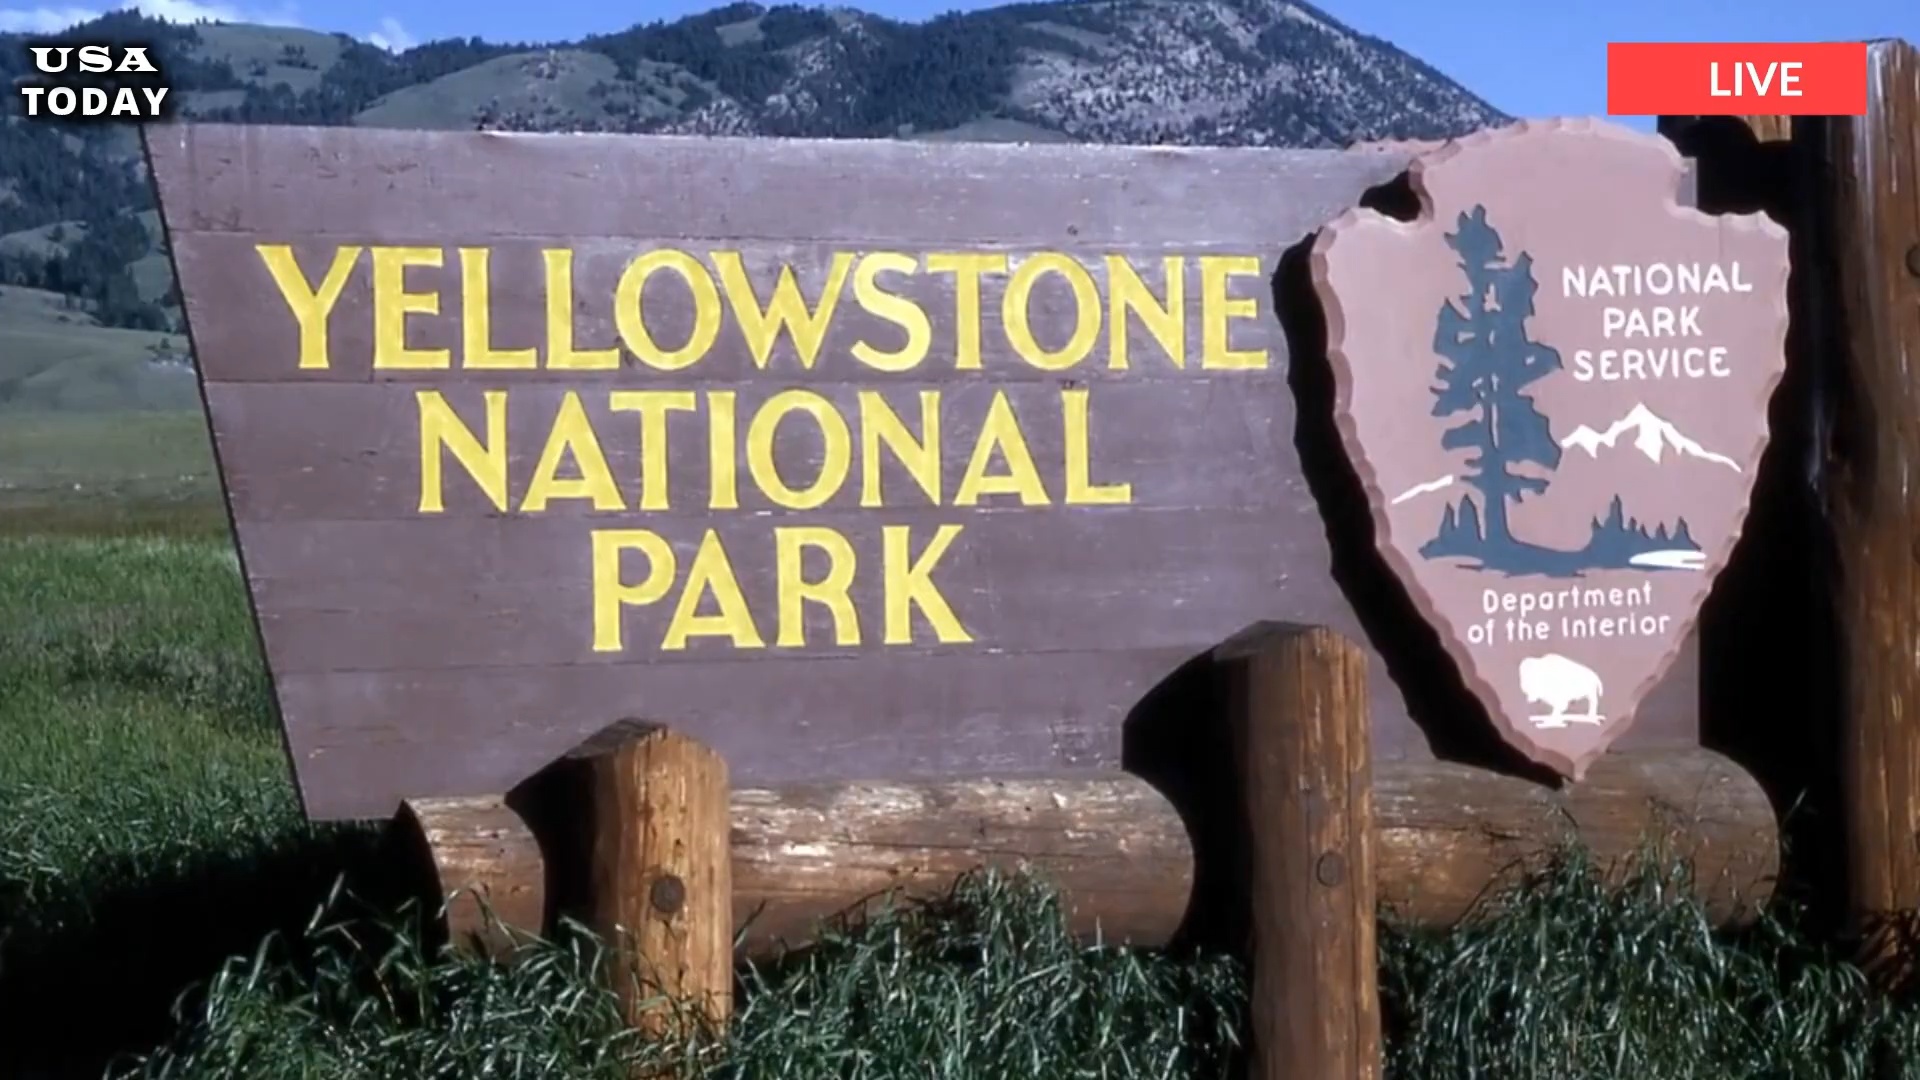 USA
TODAY
LIVE
YELLOWSTONE
NATIONAL
PARK
NATIONAL
PARK
SERVICE
Department
of the Interior